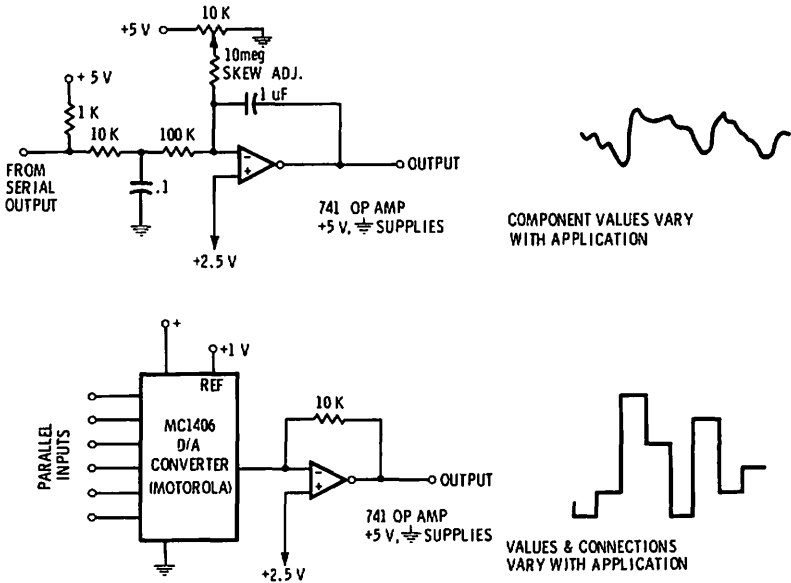 10 K
+5 V
10meg
SKEW ADJ.
+ 5 V
1 uF
1 K
10 K
100 K
FROM
SERIAL
OUTPUT
.1
-
+
OUTPUT
741 OP AMP
+5 V, SUPPLIES
+2.5 V
COMPONENT VALUES VARY
WITH APPLICATION
+
+1 V
REF
PARALLEL
INPUTS
MC1406
D/A
CONVERTER
(MOTOROLA)
10 K
-
+
OUTPUT
741 OP AMP
+5 V, SUPPLIES
+2.5 V
VALUES & CONNECTIONS
VARY WITH APPLICATION